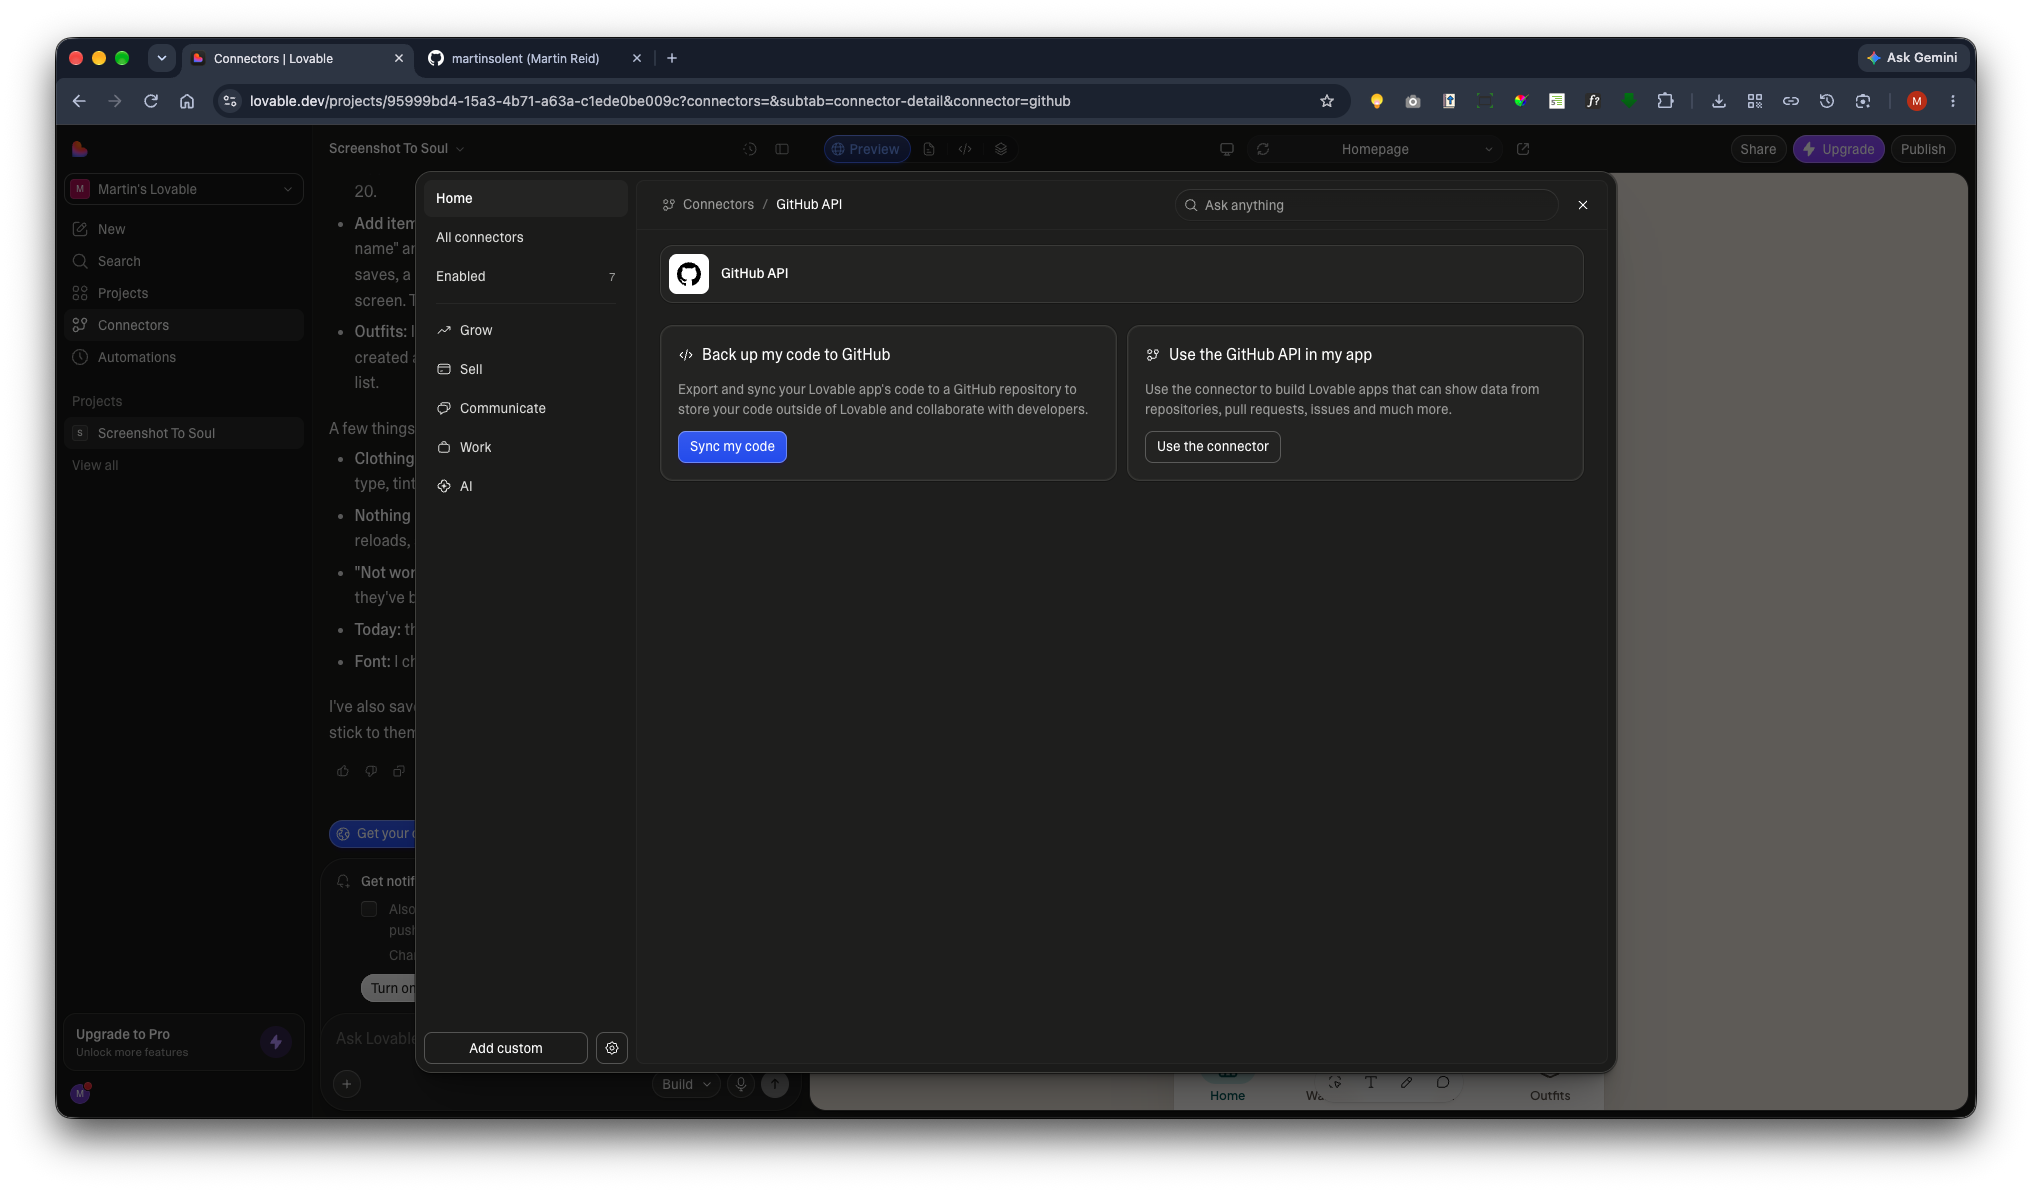 Connectors | Lovable
martinsolent (Martin Reid)
Ask Gemini
lovable.dev/projects/95999bd4-15a3-4b71-a63a-c1ede0be009c?connectors=&subtab=connector-detail&connector=github
M
Screenshot To Soul
Preview
Homepage
Share
Upgrade
Publish
M
Martin's Lovable
New
Search
Projects
Connectors
Automations
Projects
S
Screenshot To Soul
View all
Upgrade to Pro
Unlock more features
M
20.
Add item
name"
saves, a
screen.
Outfits:
created
list.
A few things
Clothing
type, tint
Nothing
reloads,
"Not
they've
Today:
Font: I
I've also
stick to
Get your
Get
Also
Turn on
Ask Lovable
Build
Home
All connectors
Enabled
7
Grow
Sell
Communicate
Work
AI
Add custom
Connectors / GitHub API
Ask anything
GitHub API
Back up my code to GitHub
Export and sync your Lovable app's code to a GitHub repository to
store your code outside of Lovable and collaborate with developers.
Sync my code
Use the GitHub API in my app
Use the connector to build Lovable apps that can show data from
repositories, pull requests, issues and much more.
Use the connector
Home
Outfits